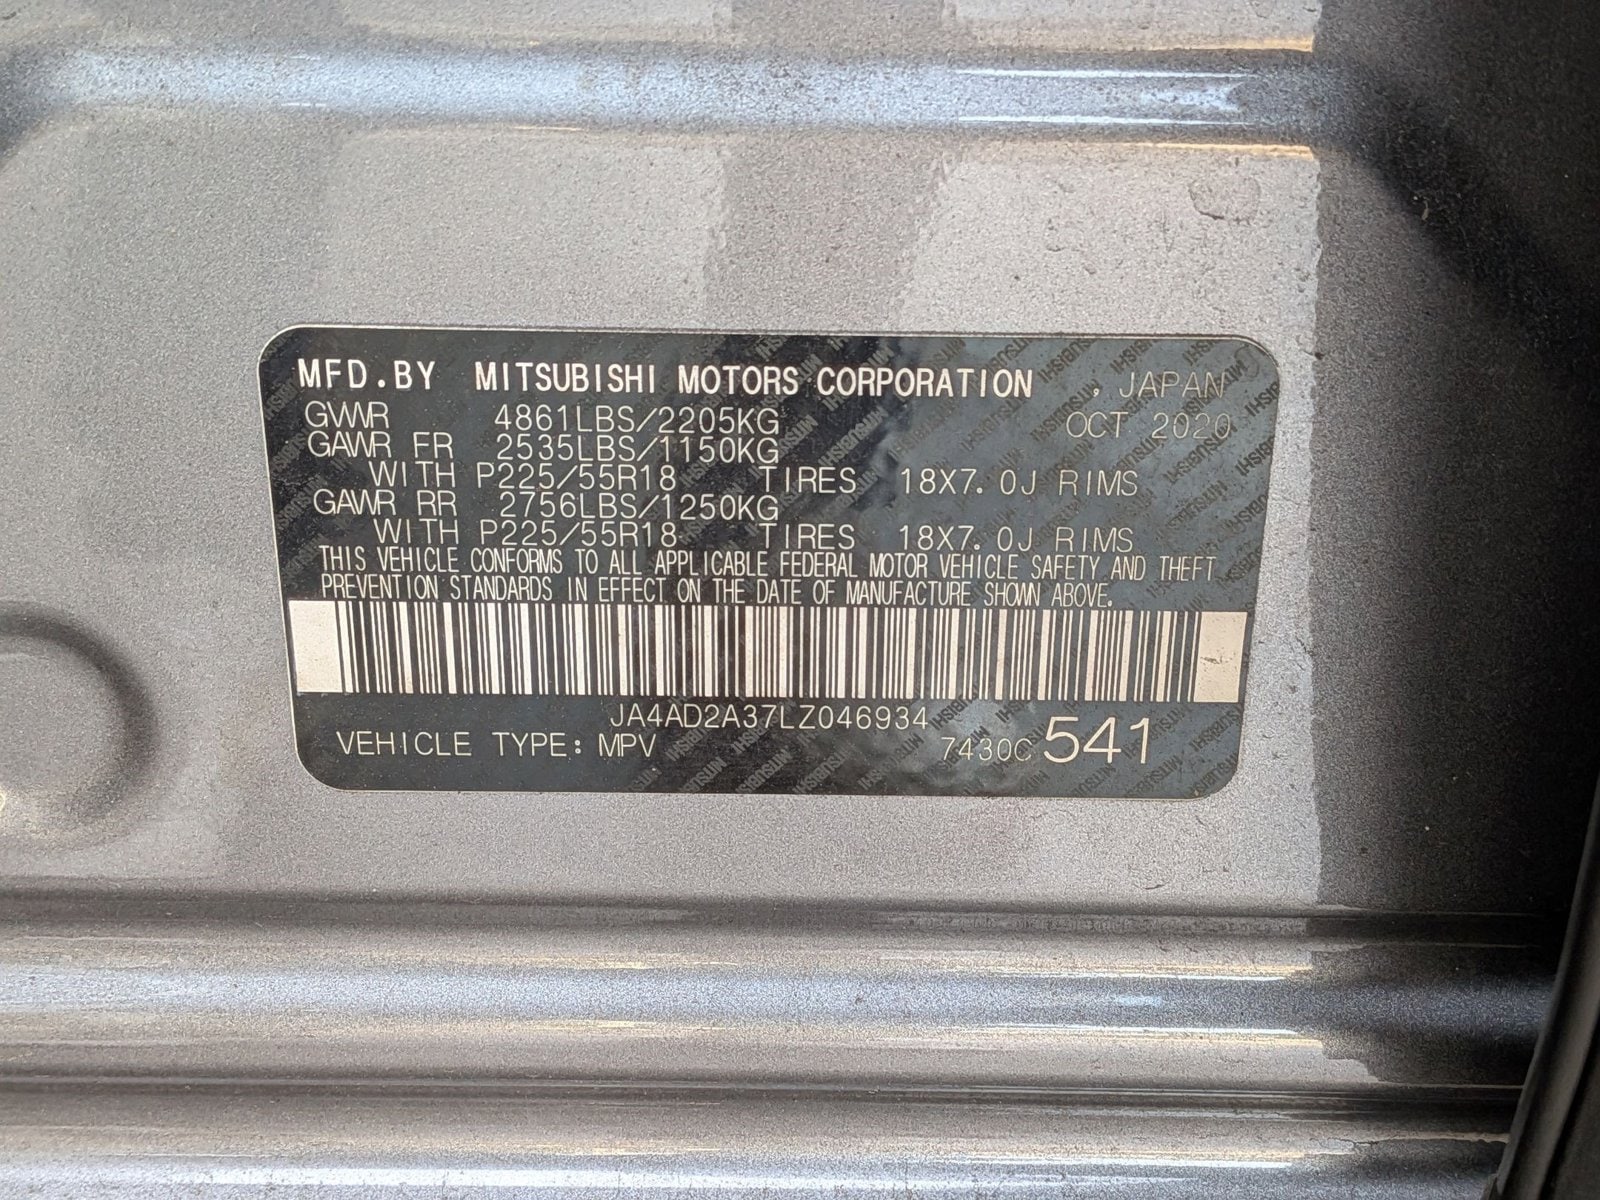 MFD.BY MITSUBISHI MOTORS CORPORATION , JAPAN
GVWR 4861LBS/2205KG OCT 2020
GAWR FR 2535LBS/1150KG
WITH P225/55R18 TIRES 18X7.0J RIMS
GAWR RR 2756LBS/1250KG
WITH P225/55R18 TIRES 18X7.0J RIMS
THIS VEHICLE CONFORMS TO ALL APPLICABLE FEDERAL MOTOR VEHICLE SAFETY AND THEFT
PREVENTION STANDARDS IN EFFECT ON THE DATE OF MANUFACTURE SHOWN ABOVE.
JA4AD2A37LZ046934
VEHICLE TYPE: MPV 7430C 541